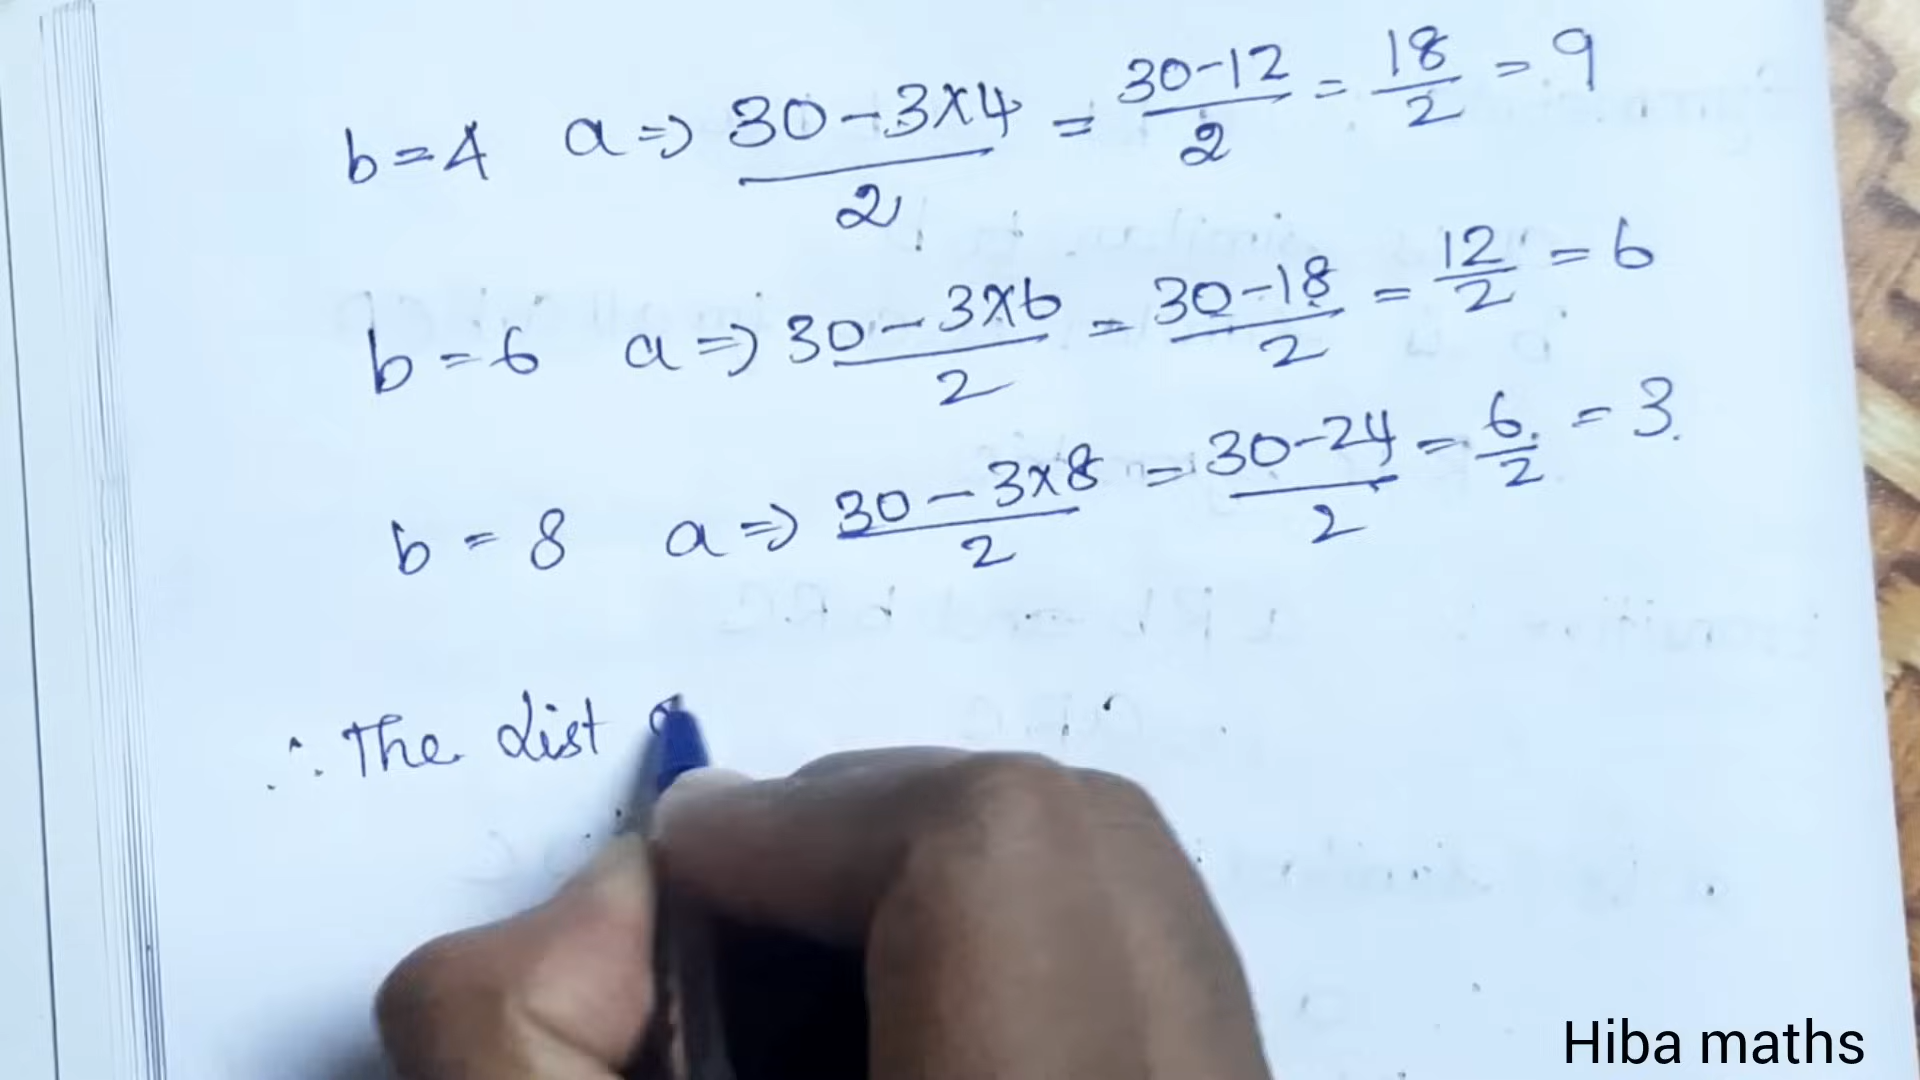 b=4 a⇒ 30-3×4/2 = 30-12/2 = 18/2 = 9
b=6 a⇒ 30-3×6/2 = 30-18/2 = 12/2 = 6
b=8 a⇒ 30-3×8/2 = 30-24/2 = 6/2 = 3.
∴ The List
Hiba maths